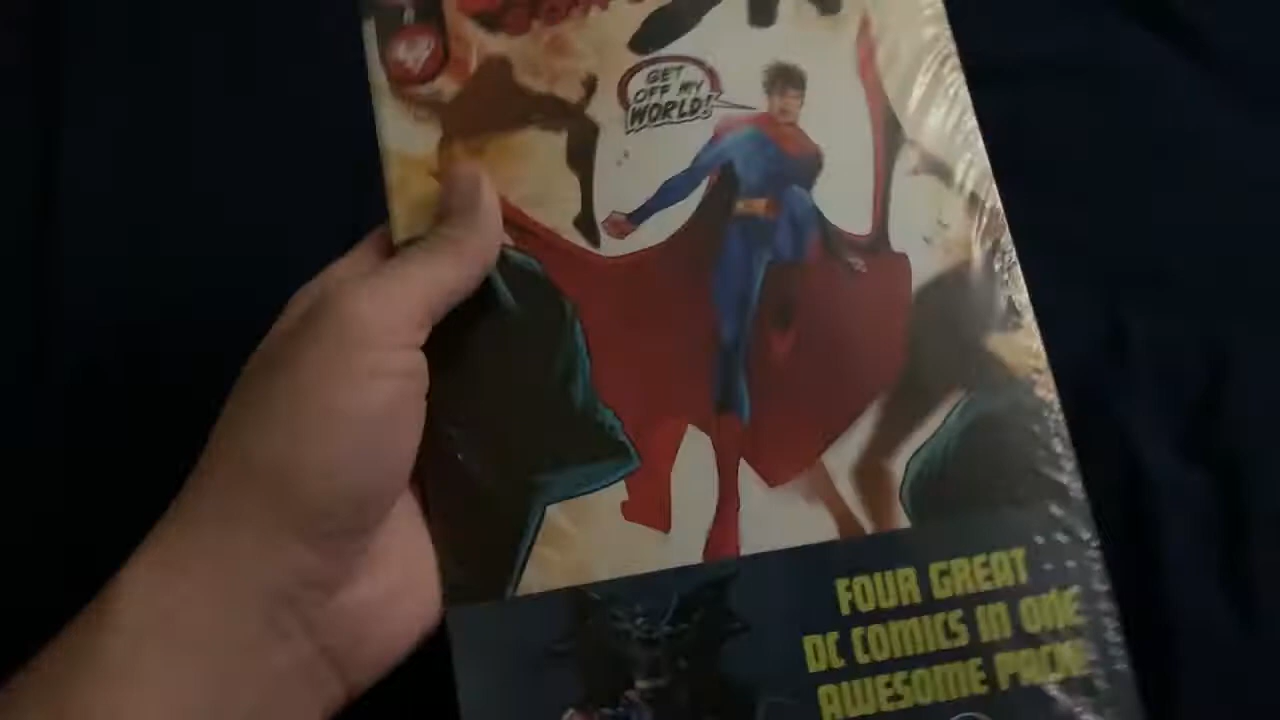 GET
OFF MY
WORLD!
FOUR GREAT
DC COMICS IN ONE
AWESOME PACK!